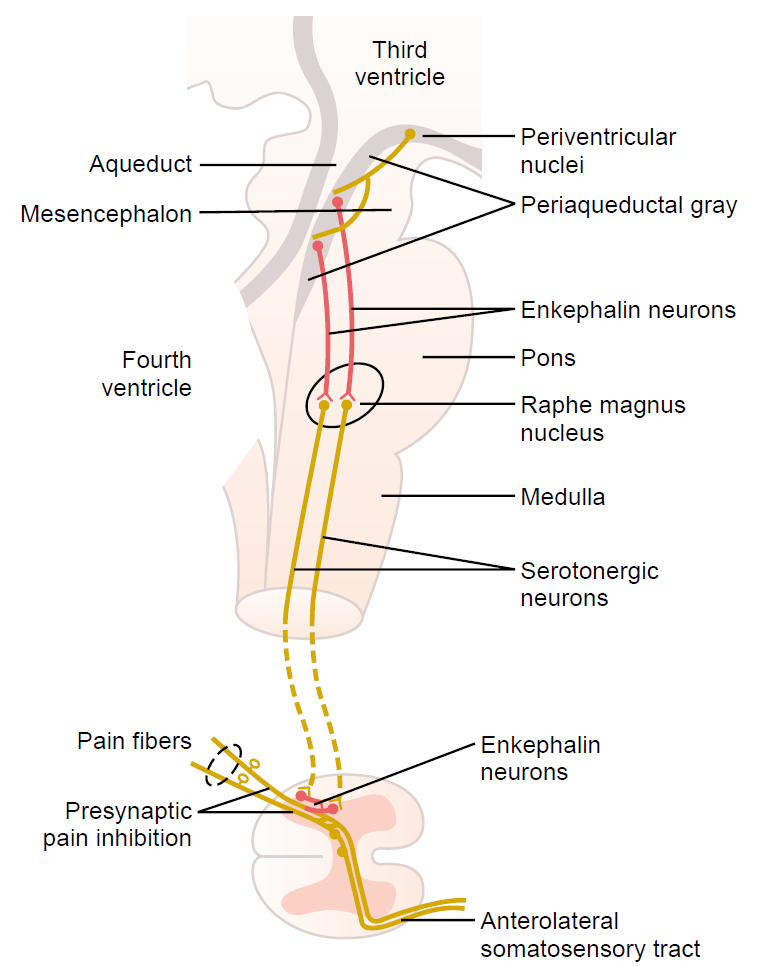 Third
ventricle
Periventricular
nuclei
Aqueduct
Mesencephalon
Periaqueductal gray
Enkephalin neurons
Fourth
ventricle
Pons
Raphe magnus
nucleus
Medulla
Serotonergic
neurons
Pain fibers
Enkephalin
neurons
Presynaptic
pain inhibition
Anterolateral
somatosensory tract